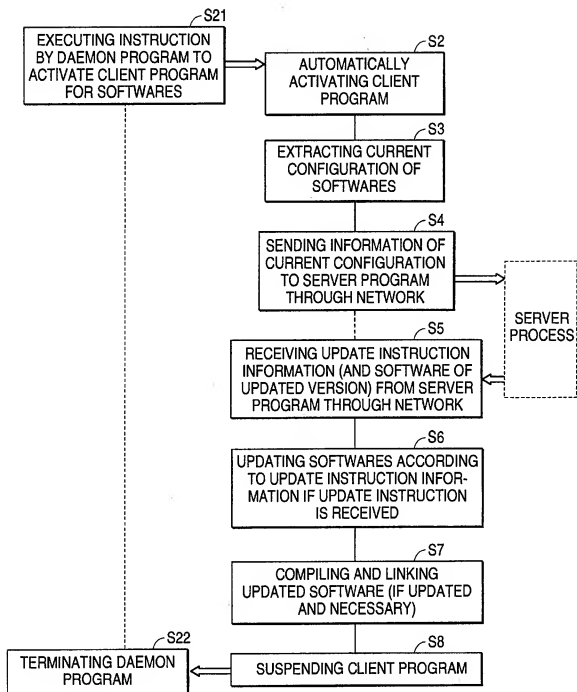 S21
EXECUTING INSTRUCTION
BY DAEMON PROGRAM TO
ACTIVATE CLIENT PROGRAM
FOR SOFTWARES
S2
AUTOMATICALLY
ACTIVATING CLIENT
PROGRAM
S3
EXTRACTING CURRENT
CONFIGURATION OF
SOFTWARES
S4
SENDING INFORMATION OF
CURRENT CONFIGURATION
TO SERVER PROGRAM
THROUGH NETWORK
SERVER
PROCESS
S5
RECEIVING UPDATE INSTRUCTION
INFORMATION (AND SOFTWARE OF
UPDATED VERSION) FROM SERVER
PROGRAM THROUGH NETWORK
S6
UPDATING SOFTWARES ACCORDING
TO UPDATE INSTRUCTION INFOR-
MATION IF UPDATE INSTRUCTION
IS RECEIVED
S7
COMPILING AND LINKING
UPDATED SOFTWARE (IF UPDATED
AND NECESSARY)
S8
SUSPENDING CLIENT PROGRAM
S22
TERMINATING DAEMON
PROGRAM